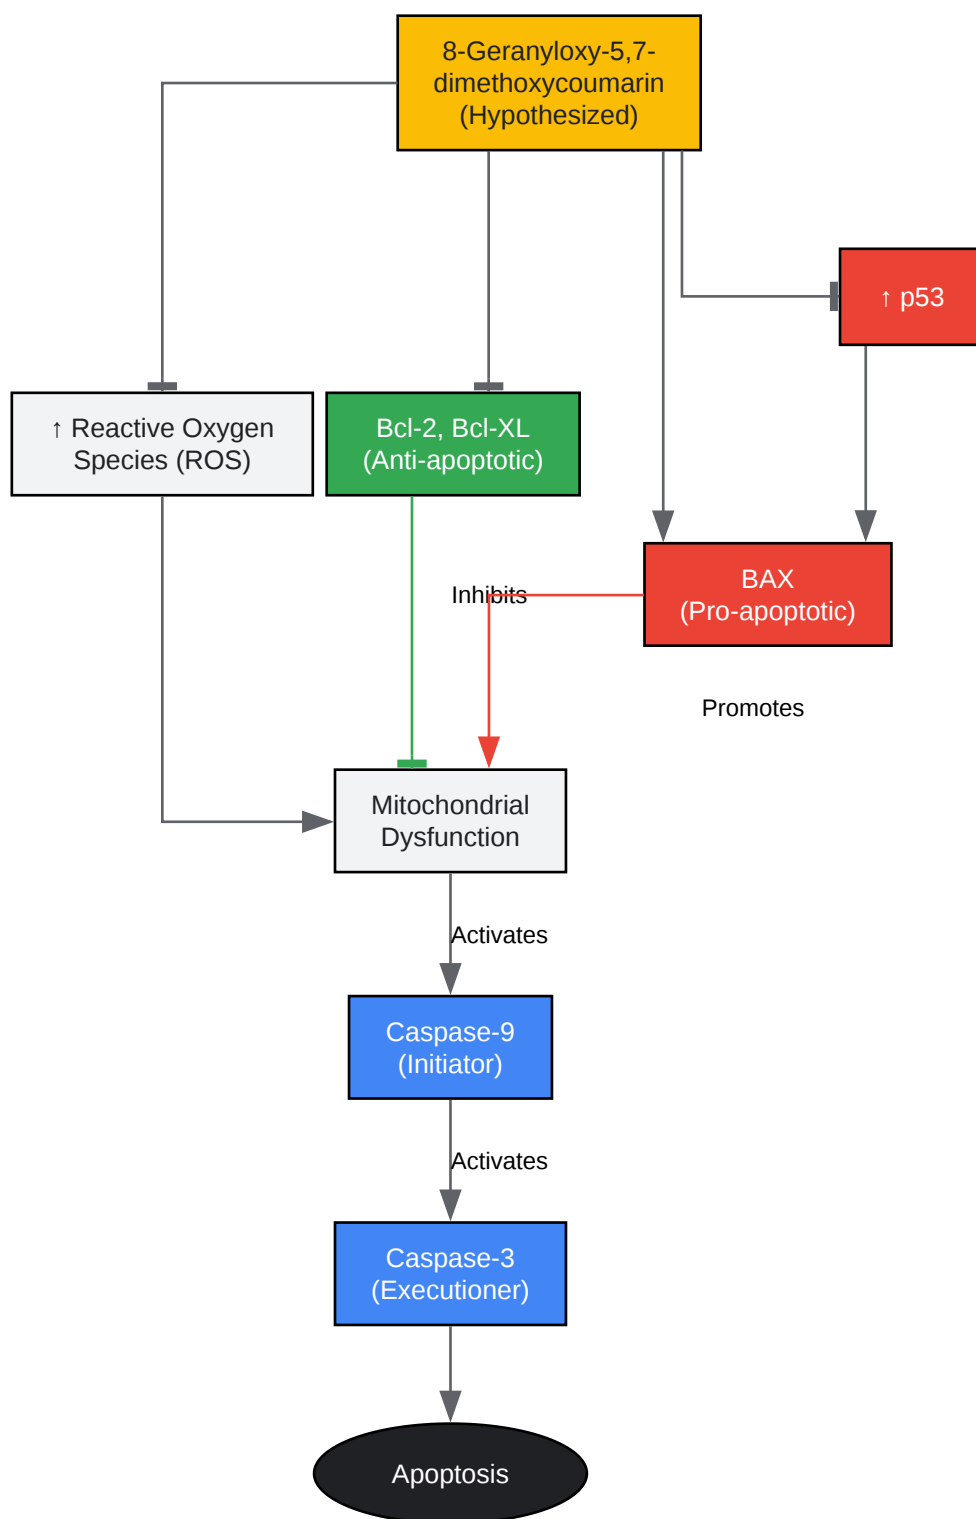 8-Geranyloxy-5,7-
dimethoxycoumarin
(Hypothesized)
↑ p53
↑ Reactive Oxygen
Species (ROS)
Bcl-2, Bcl-XL
(Anti-apoptotic)
Inhibits
BAX
(Pro-apoptotic)
Promotes
Mitochondrial
Dysfunction
Activates
Caspase-9
(Initiator)
Activates
Caspase-3
(Executioner)
Apoptosis